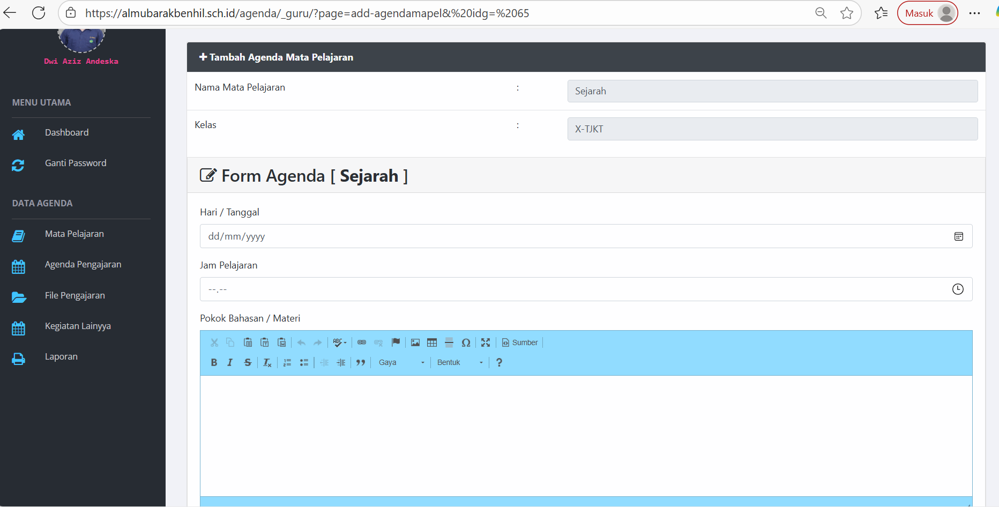 https://almubarakbenhil.sch.id/agenda/_guru/?page=add-agendamapel&%20idg=%2065
Masuk
Dwi Aziz Andeska
MENU UTAMA
Dashboard
Ganti Password
DATA AGENDA
Mata Pelajaran
Agenda Pengajaran
File Pengajaran
Kegiatan Lainyya
Laporan
Tambah Agenda Mata Pelajaran
Nama Mata Pelajaran : Sejarah
Kelas : X-TJKT
Form Agenda [ Sejarah ]
Hari / Tanggal
dd/mm/yyyy
Jam Pelajaran
--.--
Pokok Bahasan / Materi
ABC Ω Sumber
B I S Ix Gaya Bentuk ?